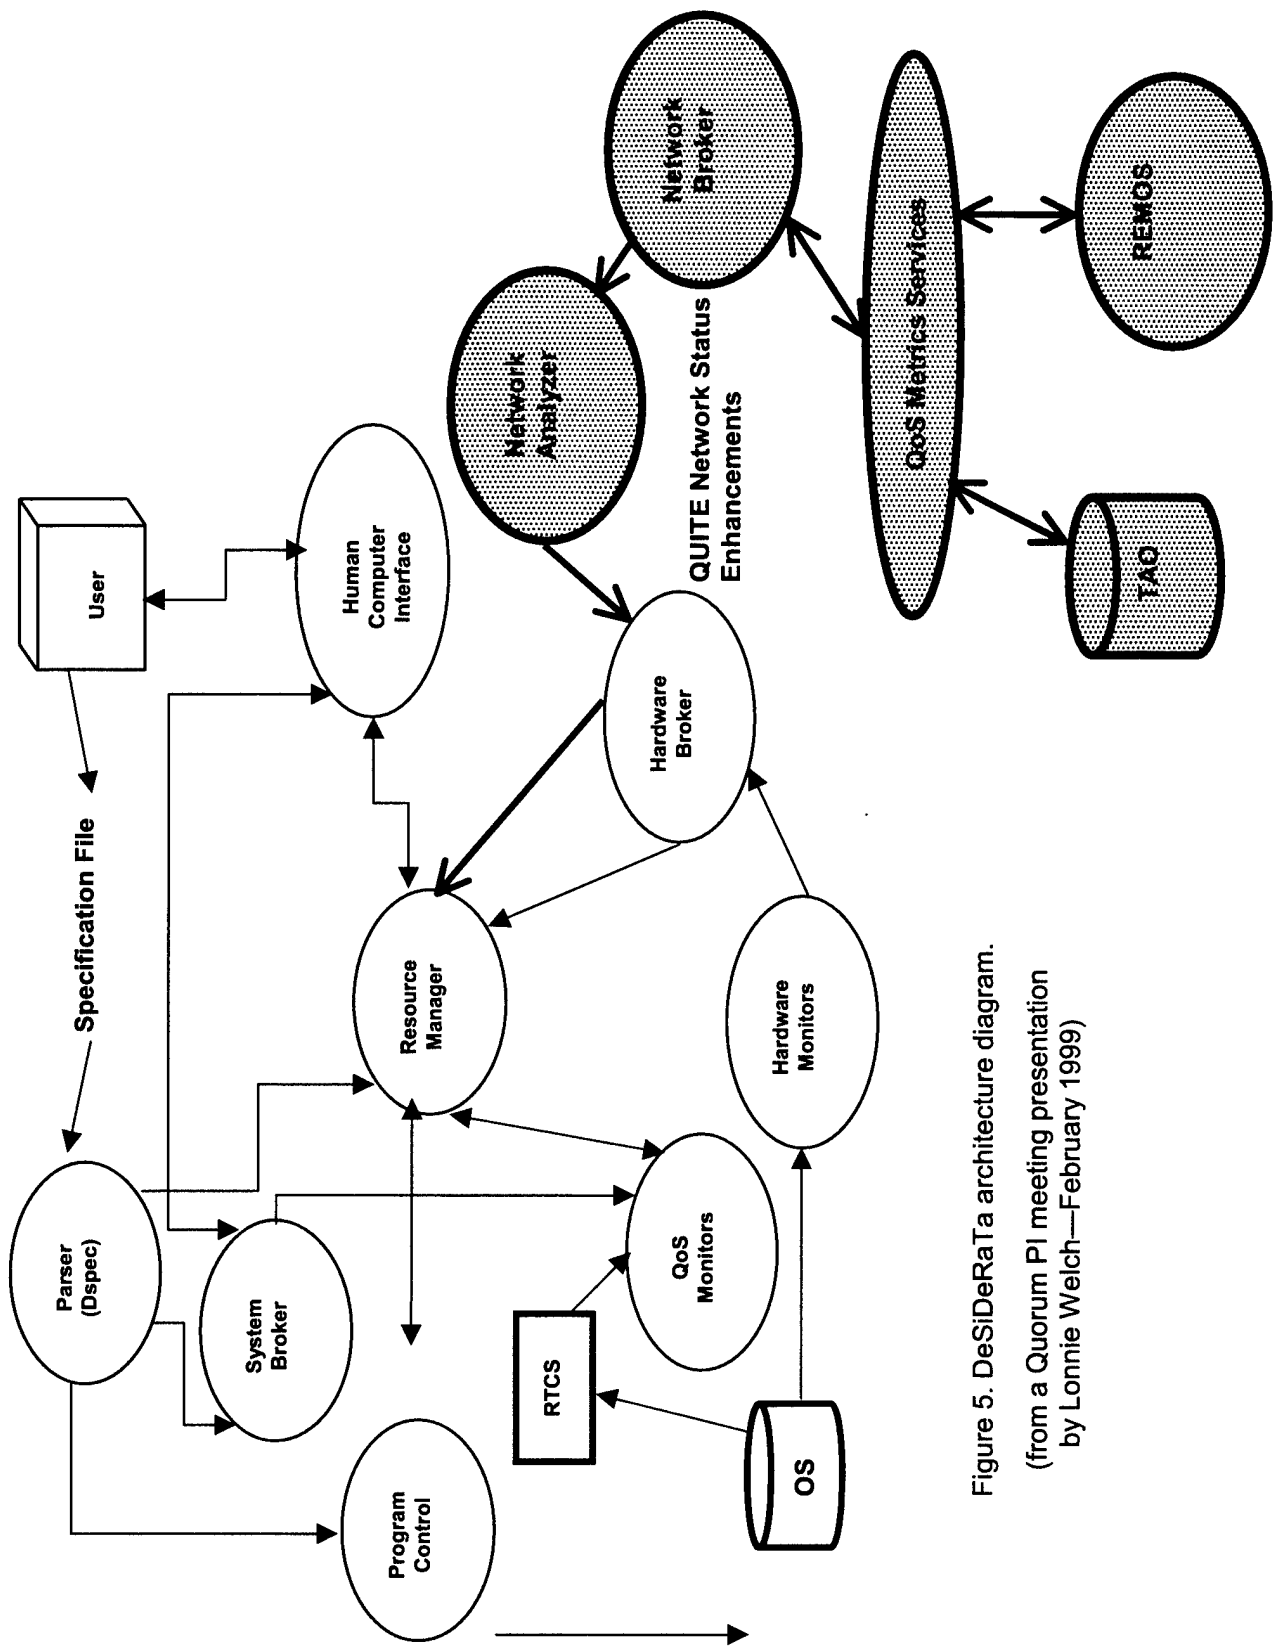 Parser
(Dspec)
Specification File
User
System
Broker
Human
Computer
Interface
Program
Control
Resource
Manager
Network
Analyzer
Network
Broker
RTCS
QoS
Monitors
Hardware
Broker
QUITE Network Status
Enhancements
OS
Hardware
Monitors
QoS Metrics Services
TAO
REMOS
Figure 5. DeSiDeRaTa architecture diagram.
(from a Quorum PI meeting presentation
by Lonnie Welch—February 1999)